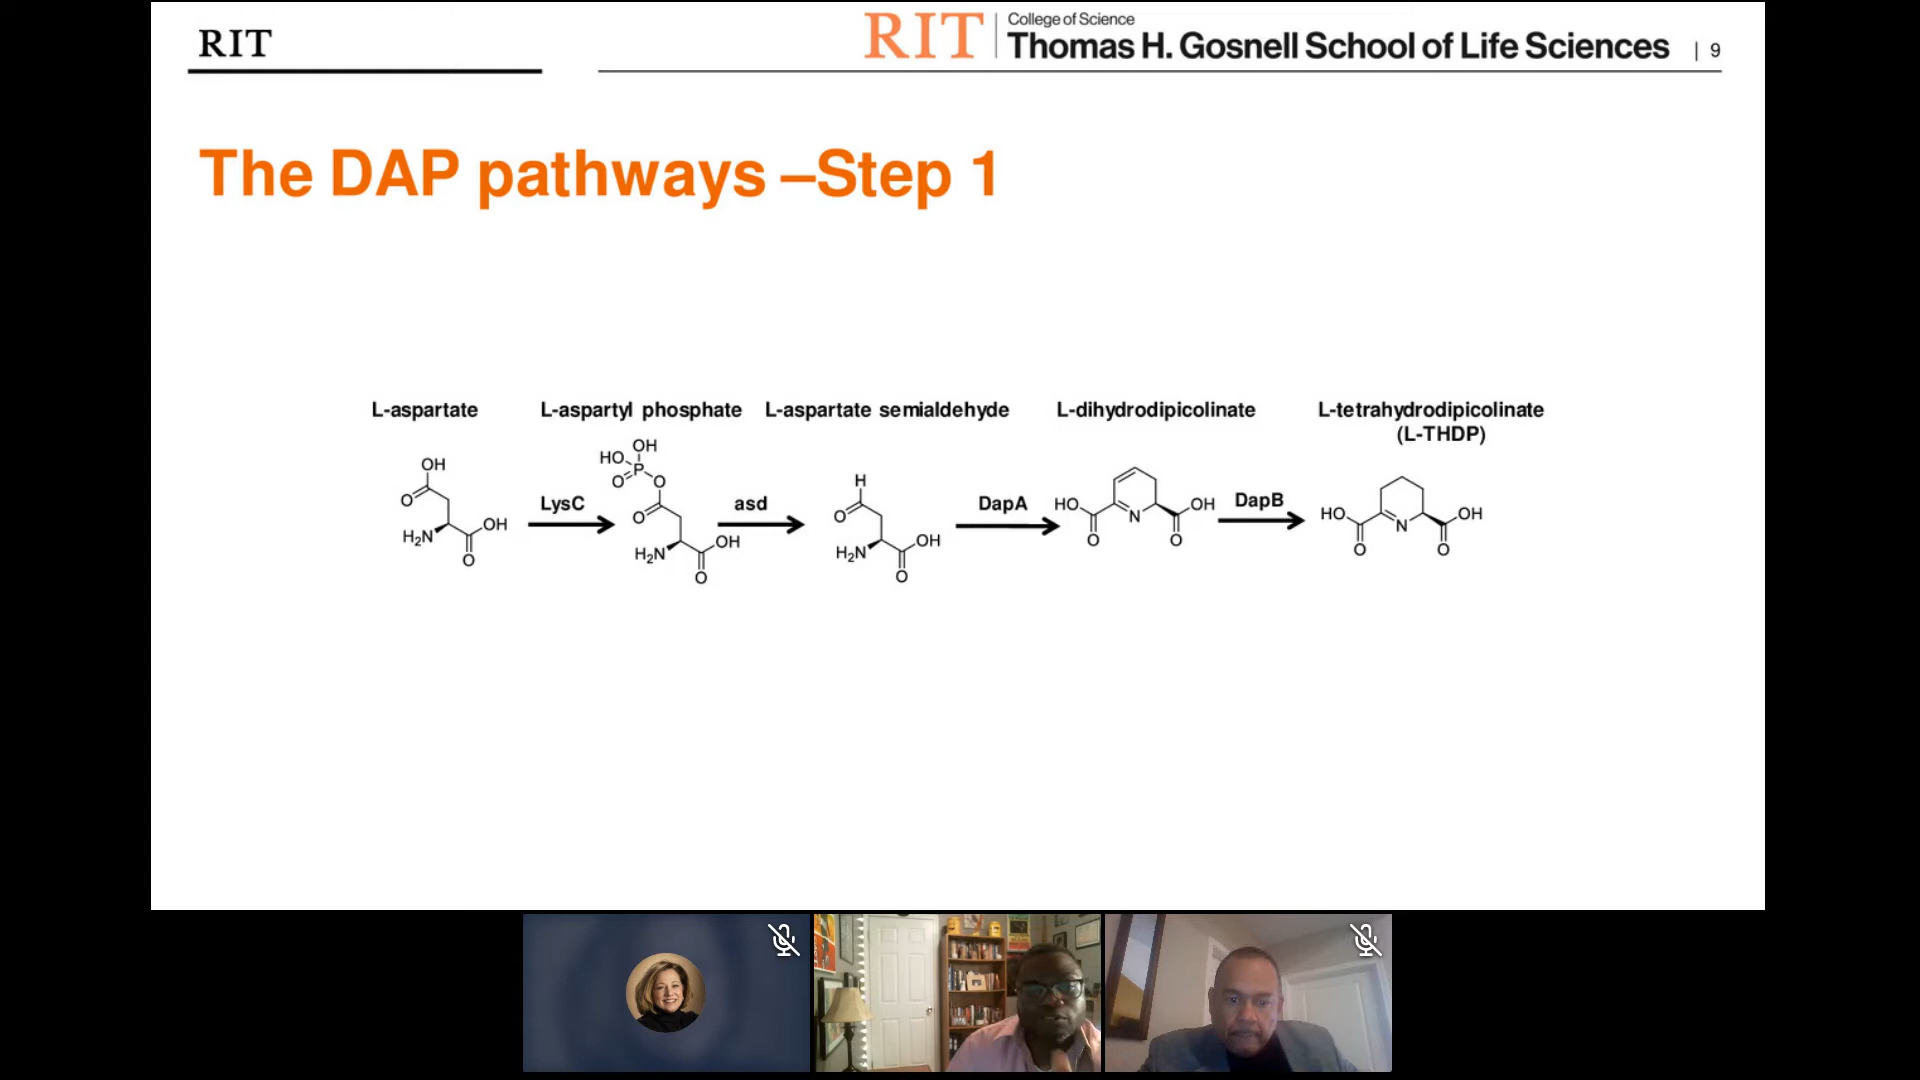 RIT
RIT
College of Science
Thomas H. Gosnell School of Life Sciences
| 9
The DAP pathways –Step 1
L-aspartate
L-aspartyl phosphate
L-aspartate semialdehyde
L-dihydrodipicolinate
L-tetrahydrodipicolinate
(L-THDP)
OH
O
H₂N
OH
O
LysC
OH
HO
P
O
O
O
H₂N
OH
O
asd
H
O
H₂N
OH
O
DapA
HO
O
N
OH
O
DapB
HO
O
N
OH
O